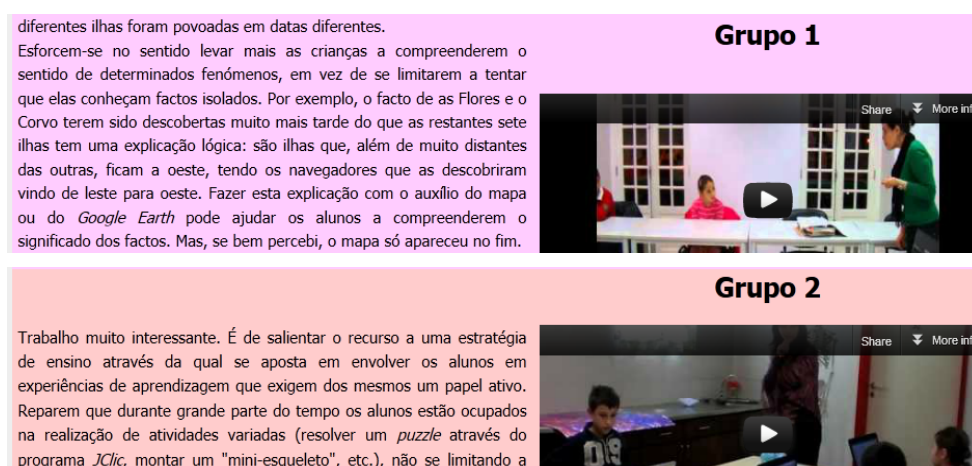 diferentes ilhas foram povoadas em datas diferentes.
Esforcem-se no sentido levar mais as crianças a compreenderem o
sentido de determinados fenómenos, em vez de se limitarem a tentar
que elas conheçam factos isolados. Por exemplo, o facto de as Flores e o
Corvo terem sido descobertas muito mais tarde do que as restantes sete
ilhas tem uma explicação lógica: são ilhas que, além de muito distantes
das outras, ficam a oeste, tendo os navegadores que as descobriram
vindo de leste para oeste. Fazer esta explicação com o auxílio do mapa
ou do Google Earth pode ajudar os alunos a compreenderem o
significado dos factos. Mas, se bem percebi, o mapa só apareceu no fim.
Grupo 1
Share More inf
Grupo 2
Trabalho muito interessante. É de salientar o recurso a uma estratégia
de ensino através da qual se aposta em envolver os alunos em
experiências de aprendizagem que exigem dos mesmos um papel ativo.
Reparem que durante grande parte do tempo os alunos estão ocupados
na realização de atividades variadas (resolver um puzzle através do
programa JClic, montar um "mini-esqueleto", etc.), não se limitando a
Share More inf